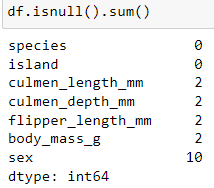 df.isnull().sum()
species 0
island 0
culmen_length_mm 2
culmen_depth_mm 2
flipper_length_mm 2
body_mass_g 2
sex 10
dtype: int64